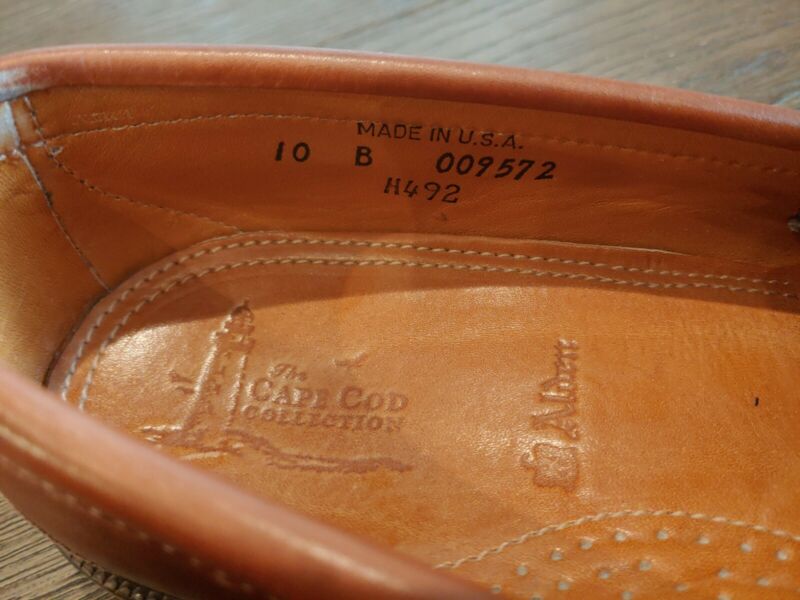 MADE IN U.S.A.
10 B 009572
H492
The
CAPE COD
COLLECTION
Alden